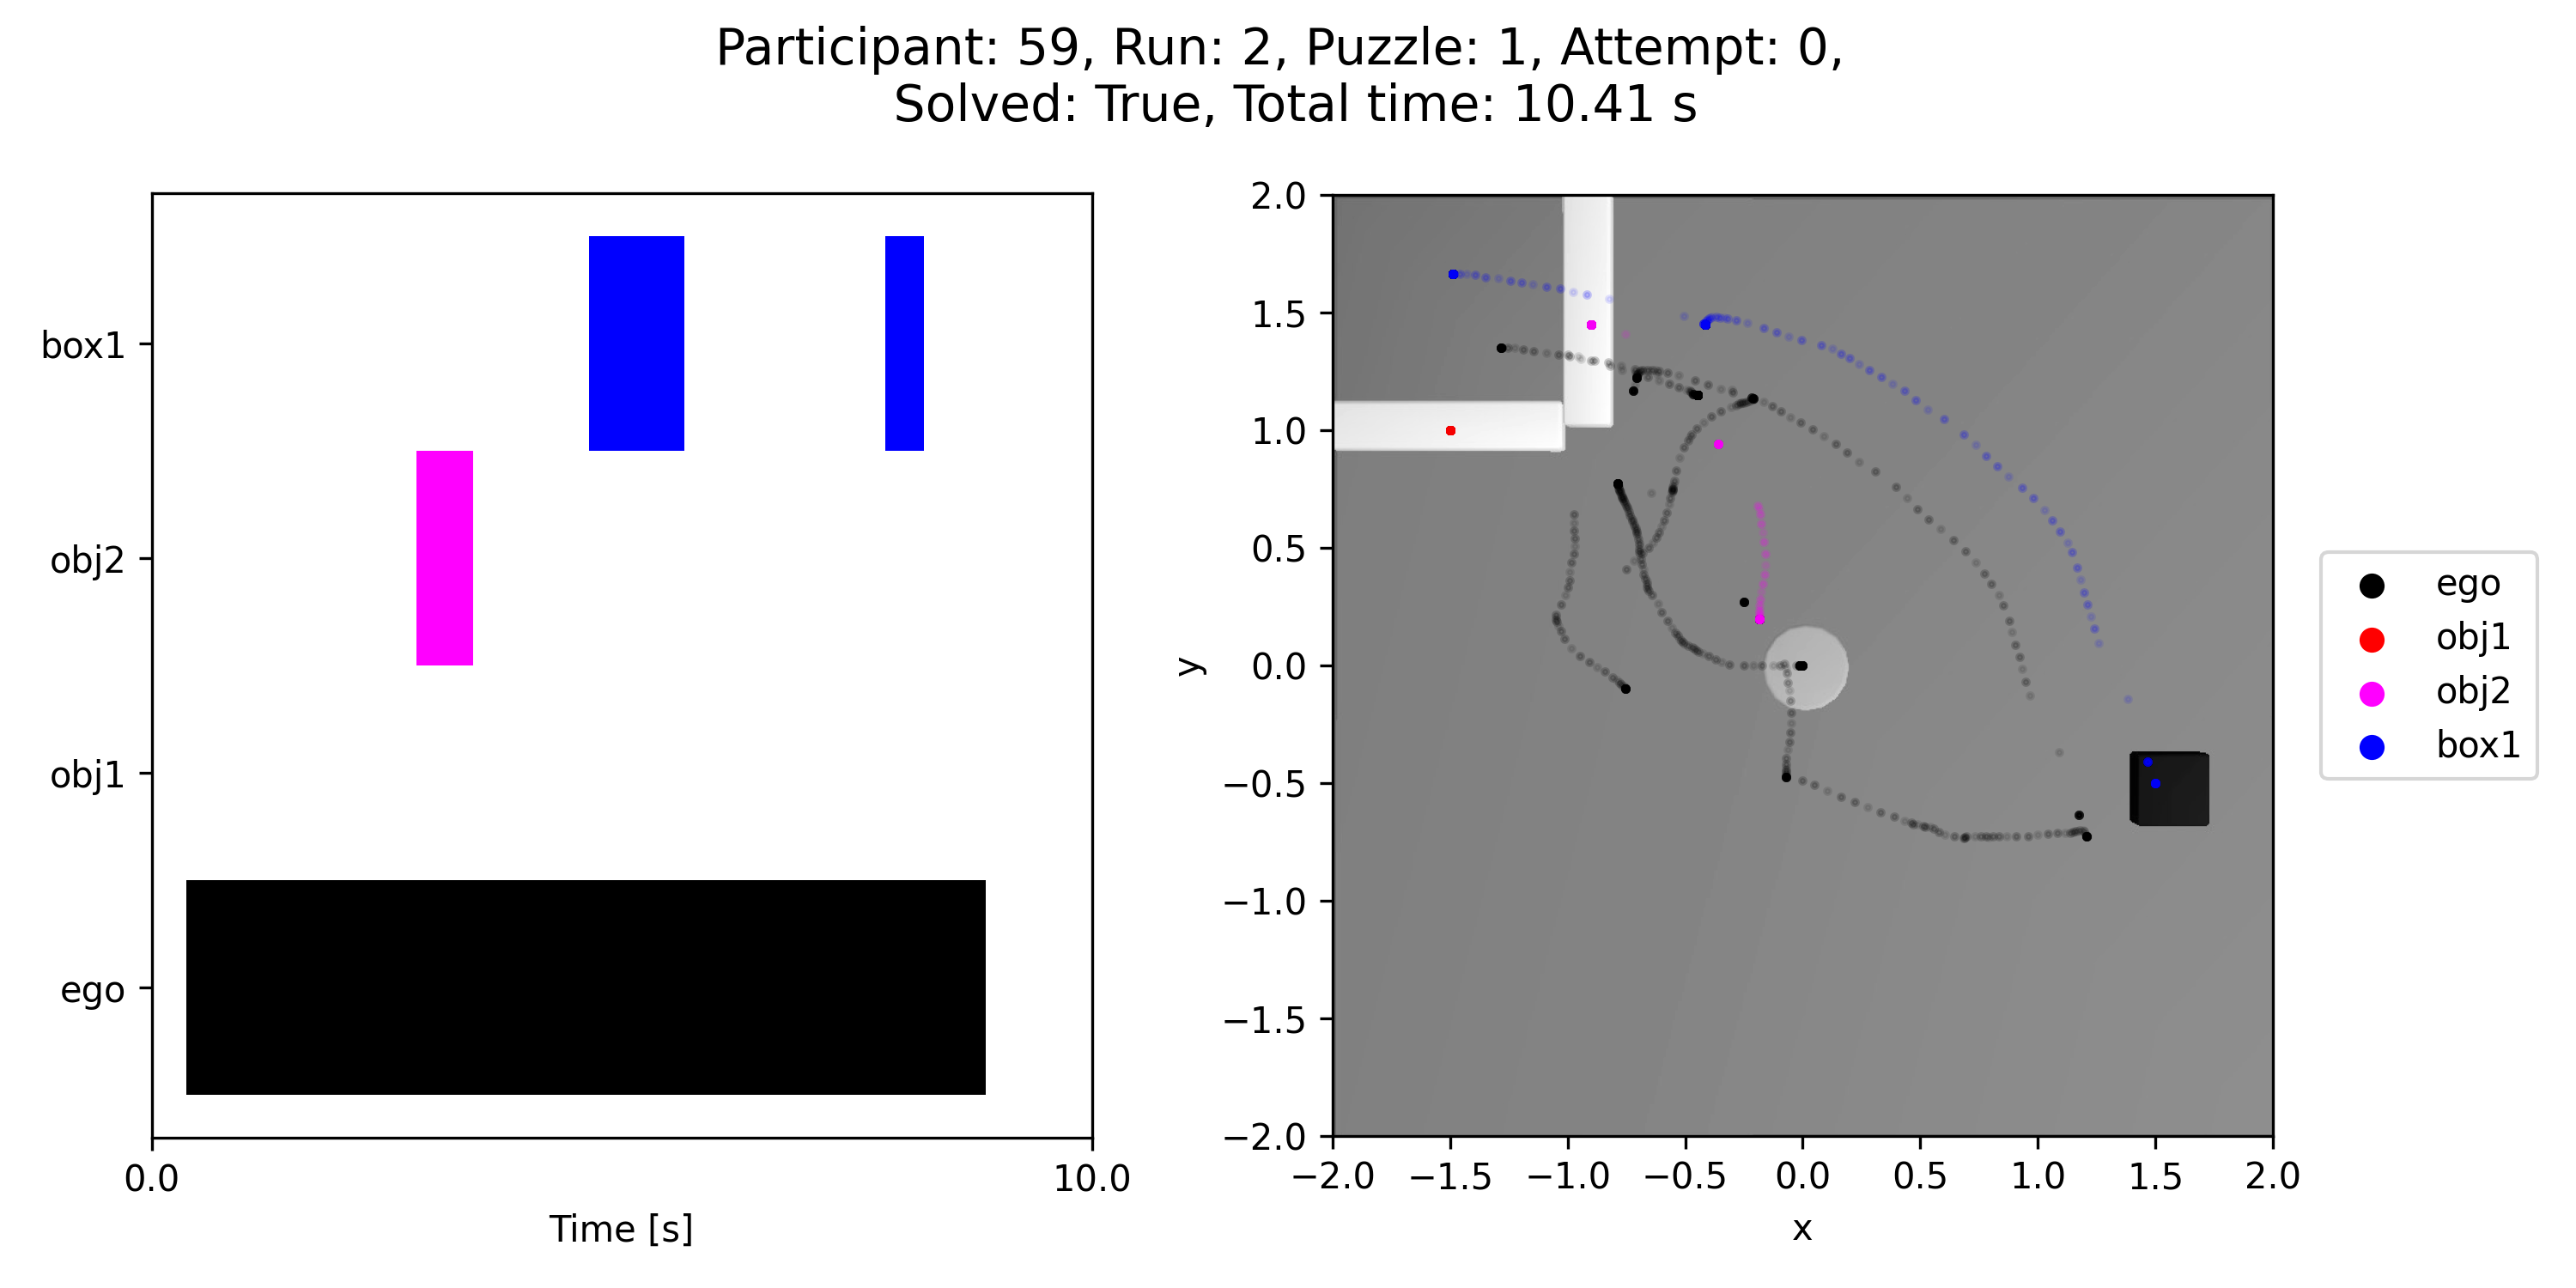 Participant: 59, Run: 2, Puzzle: 1, Attempt: 0,
Solved: True, Total time: 10.41 s
box1
obj2
obj1
ego
0.0
10.0
Time [s]
2.0
1.5
1.0
0.5
0.0
−0.5
−1.0
−1.5
−2.0
y
−2.0 −1.5 −1.0 −0.5 0.0 0.5 1.0 1.5 2.0
x
ego
obj1
obj2
box1